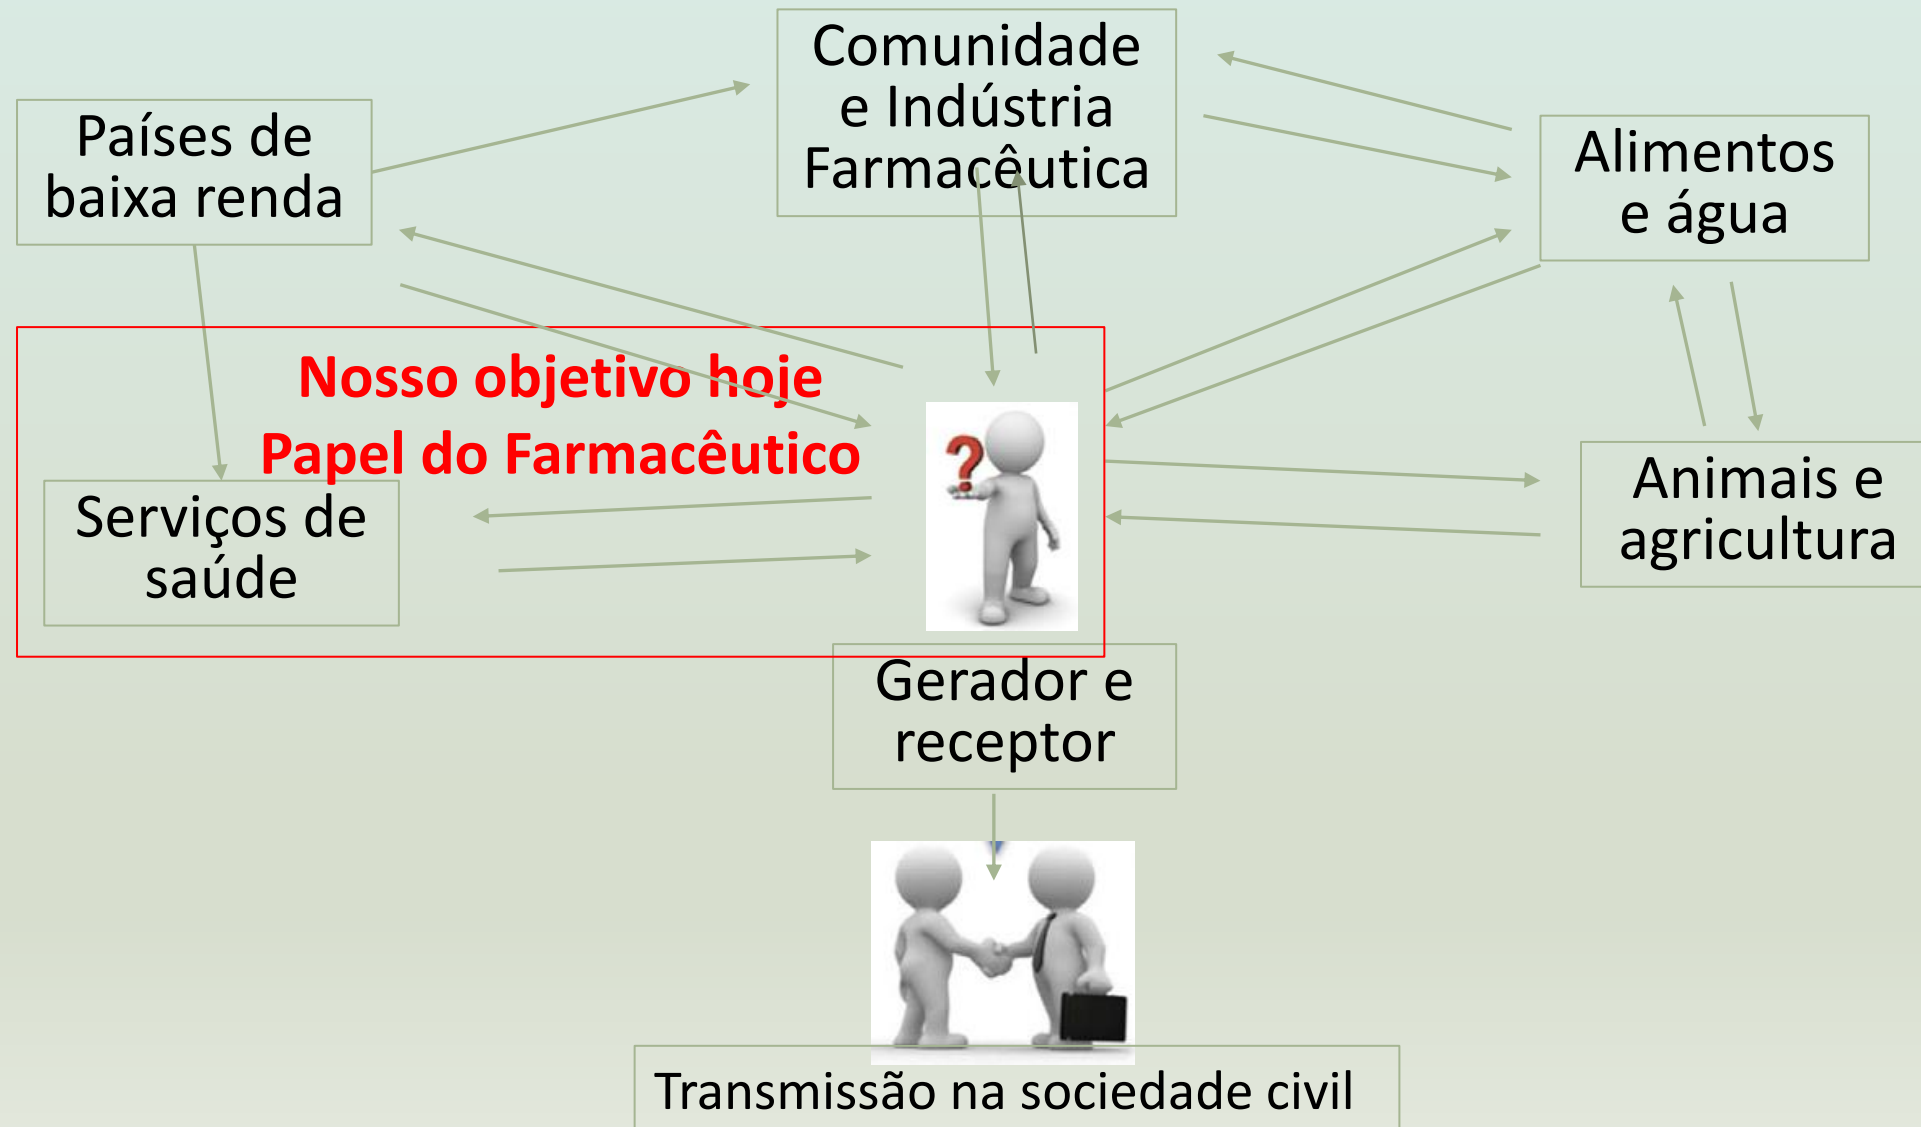 Comunidade
e Indústria
Farmacêutica
Países de
baixa renda
Alimentos
e água
Nosso objetivo hoje
Papel do Farmacêutico
Serviços de
saúde
?
Animais e
agricultura
Gerador e
receptor
Transmissão na sociedade civil